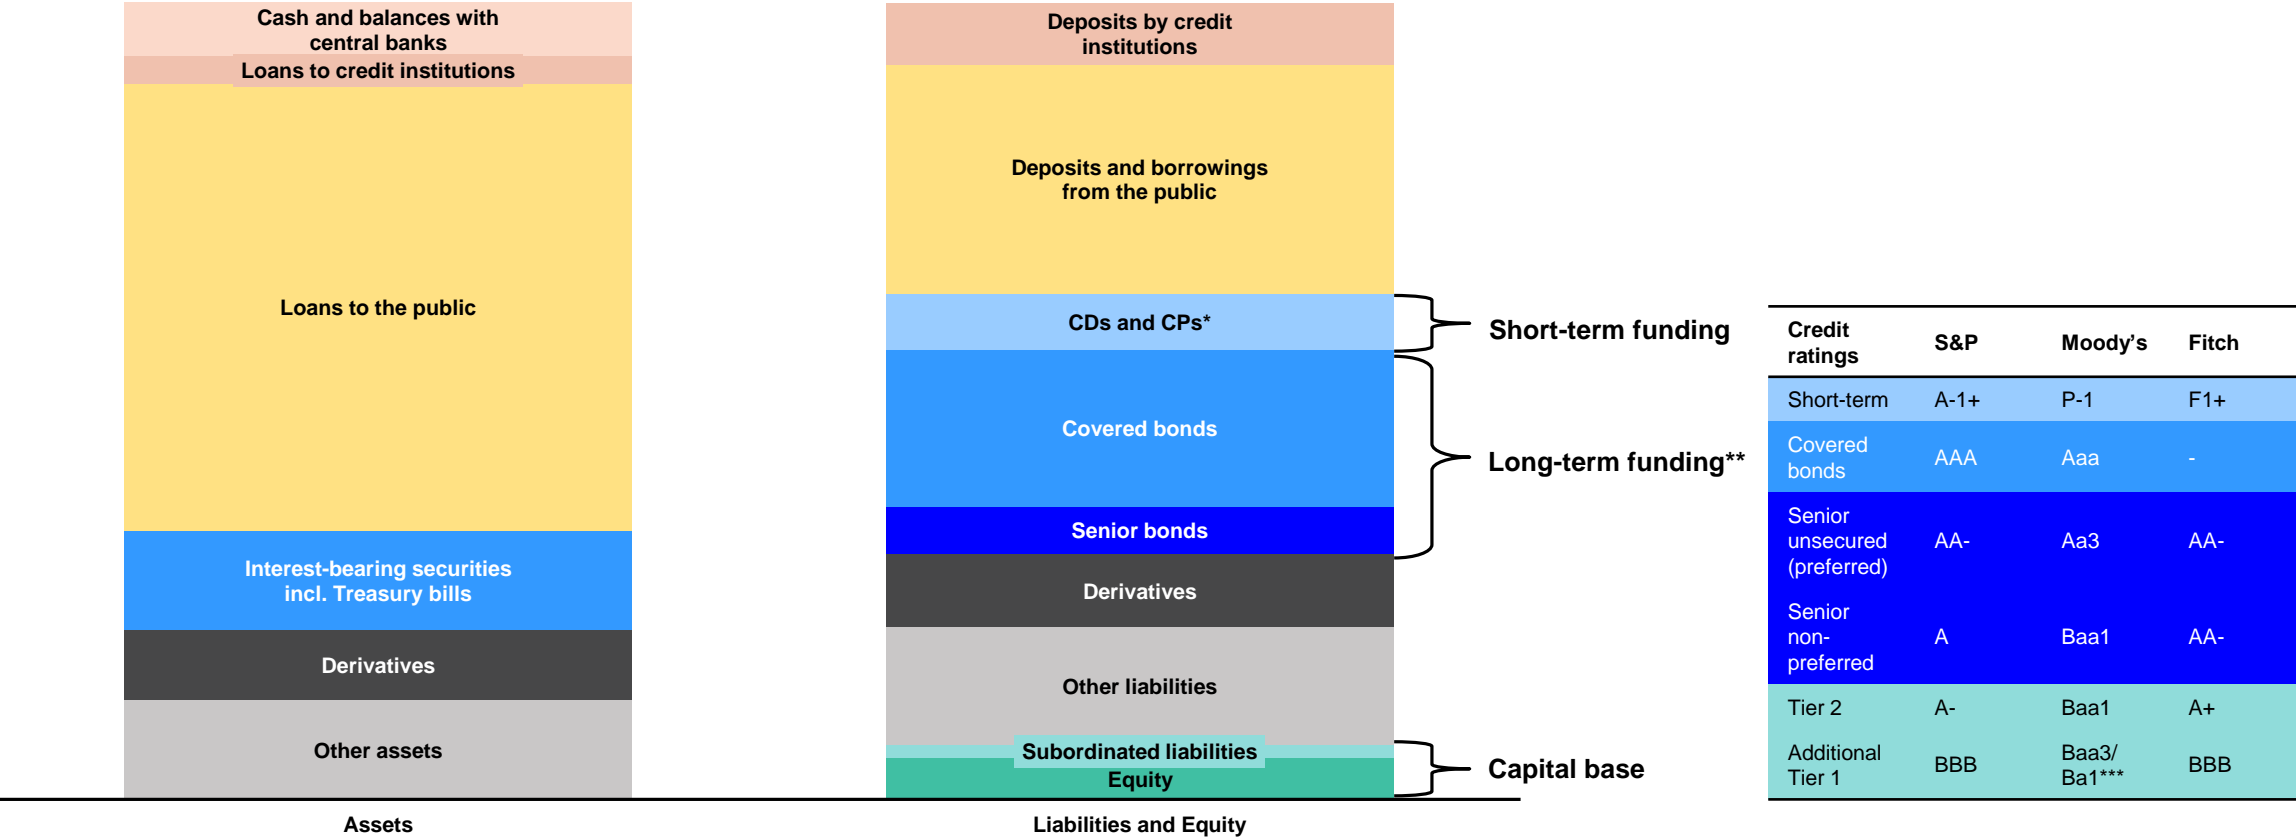 Cash and balances with
central banks
Loans to credit institutions
Loans to the public
Interest-bearing securities
incl. Treasury bills
Derivatives
Other assets
Assets
Deposits by credit
institutions
Deposits and borrowings
from the public
CDs and CPs*
Covered bonds
Senior bonds
Derivatives
Other liabilities
Subordinated liabilities
Equity
Liabilities and Equity
Short-term funding
Long-term funding**
Capital base
Credit
ratings
S&P
Moody's
Fitch
Short-term
A-1+
P-1
F1+
Covered
bonds
AAA
Aaa
-
Senior
unsecured
(preferred)
AA-
Aa3
AA-
Senior
non-
preferred
A
Baa1
AA-
Tier 2
A-
Baa1
A+
Additional
Tier 1
BBB
Baa3/
Ba1***
BBB